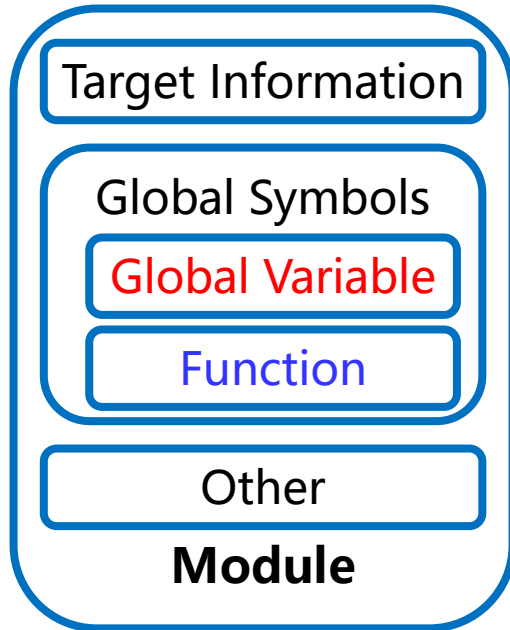 Target Information
Global Symbols
Global Variable
Function
Other
Module